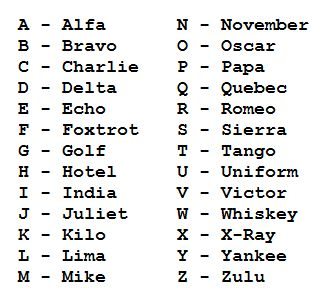 A - Alfa
B - Bravo
C - Charlie
D - Delta
E - Echo
F - Foxtrot
G - Golf
H - Hotel
I - India
J - Juliet
K - Kilo
L - Lima
M - Mike
N - November
O - Oscar
P - Papa
Q - Quebec
R - Romeo
S - Sierra
T - Tango
U - Uniform
V - Victor
W - Whiskey
X - X-Ray
Y - Yankee
Z - Zulu